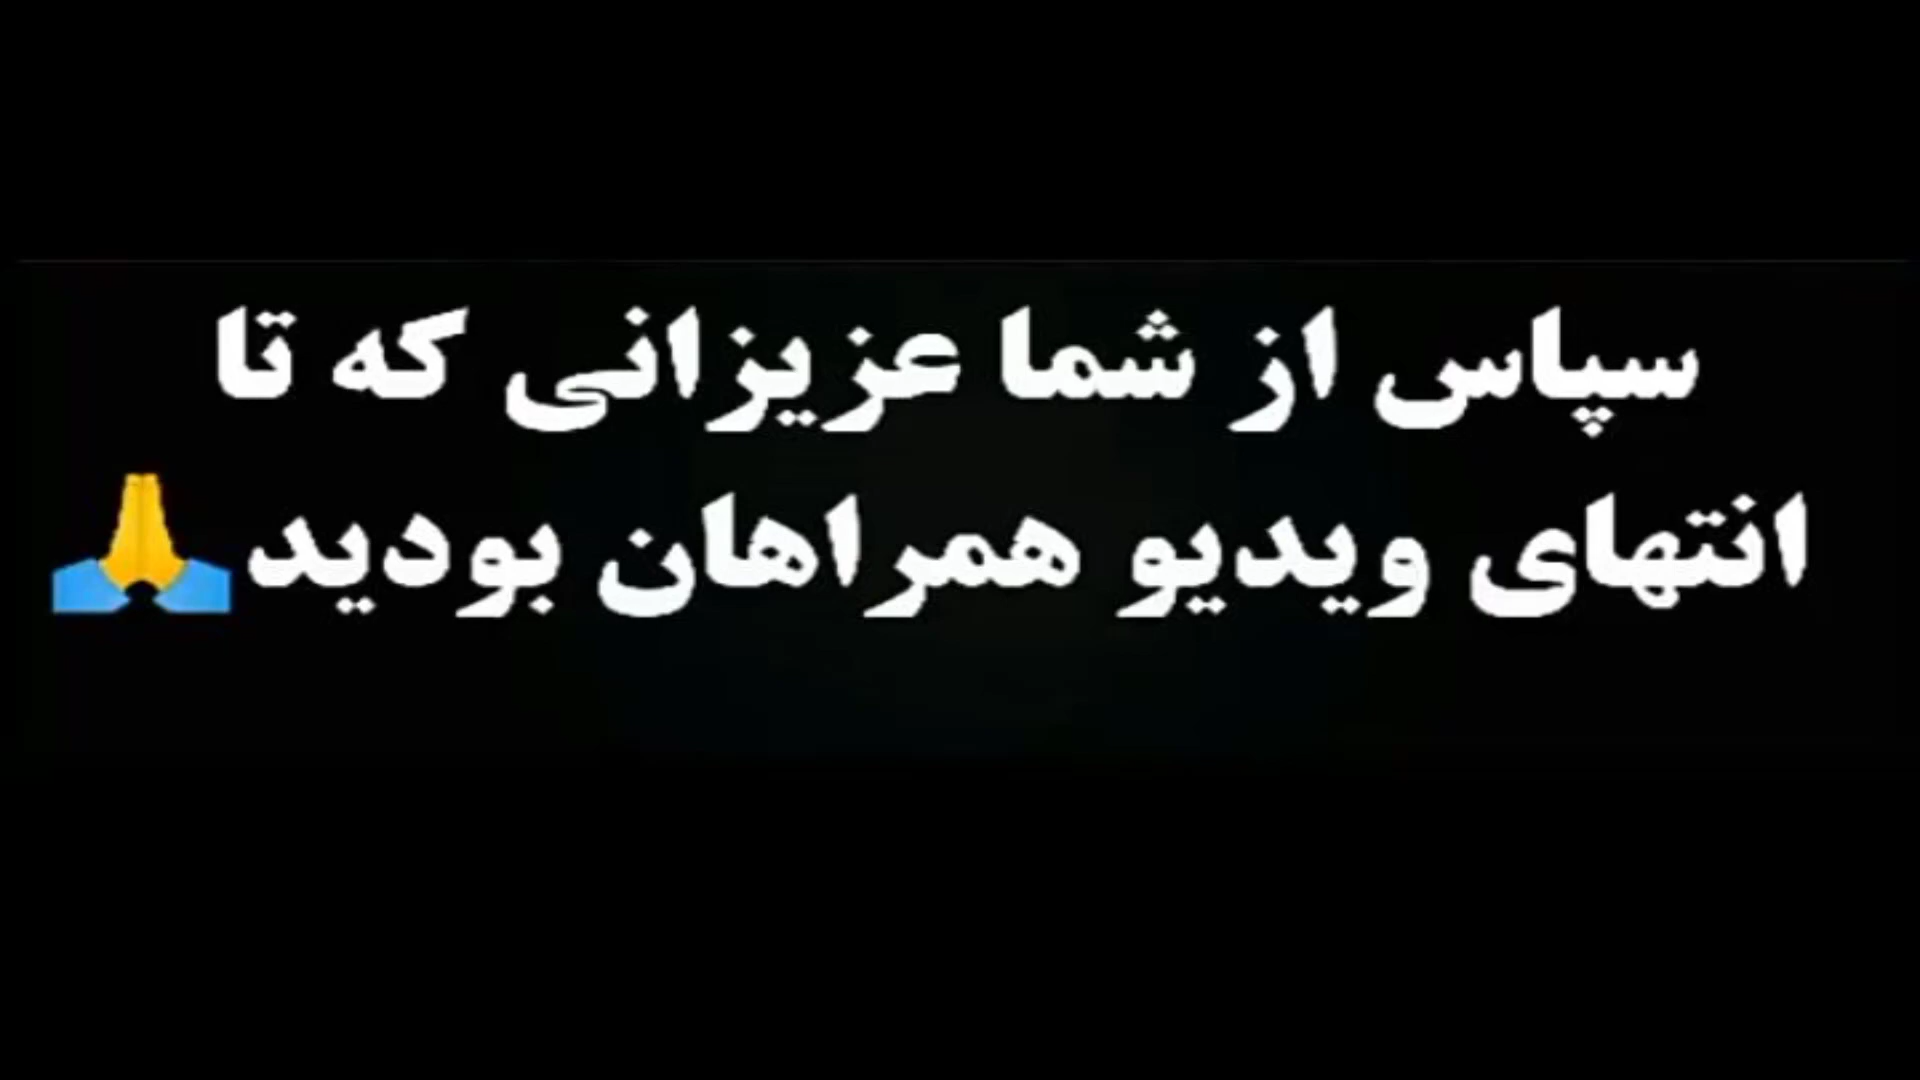 سپاس از شما عزیزانی که تا
انتهای ویدیو همراهان بودید🙏